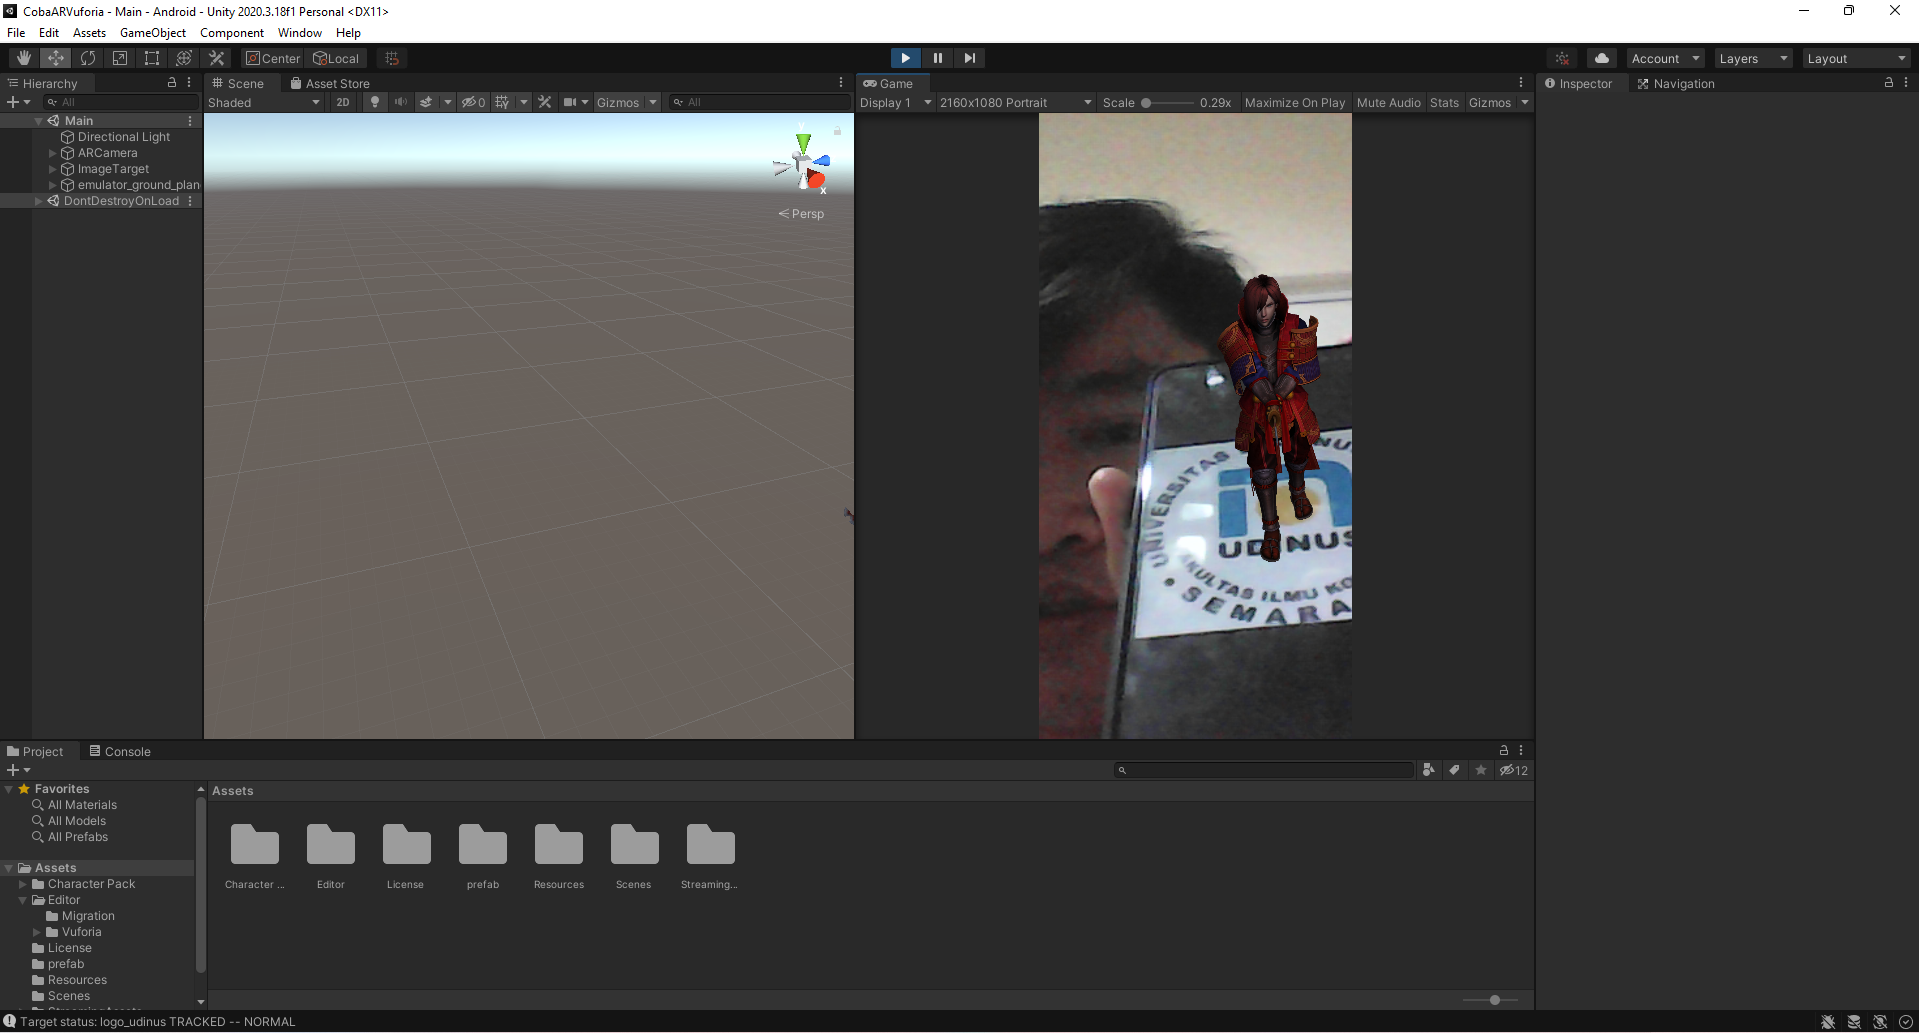 CobaARVuforia - Main - Android - Unity 2020.3.18f1 Personal <DX11>
File Edit Assets GameObject Component Window Help
Center Local
Account Layers Layout
Hierarchy
All
Main
Directional Light
ARCamera
ImageTarget
emulator_ground_plan
DontDestroyOnLoad
Scene Asset Store
Shaded 2D 0 Gizmos All
y
x
Persp
Game
Display 1 2160x1080 Portrait Scale 0.29x Maximize On Play Mute Audio Stats Gizmos
UNIVERSITAS
NU
UDINUS
KULTAS ILMU KO
SEMARA
Inspector Navigation
Project Console
12
Favorites
All Materials
All Models
All Prefabs
Assets
Character Pack
Editor
Migration
Vuforia
License
prefab
Resources
Scenes
Assets
Character ... Editor License prefab Resources Scenes Streaming...
Target status: logo_udinus TRACKED -- NORMAL